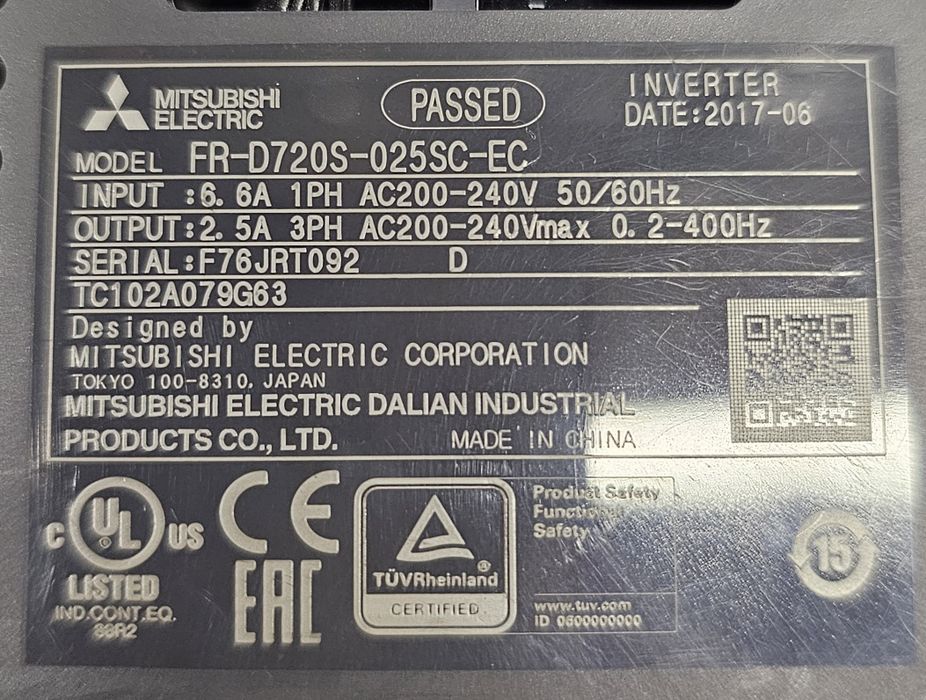 MITSUBISHI
ELECTRIC
PASSED
INVERTER
DATE:2017-06
MODEL FR-D720S-025SC-EC
INPUT :6.6A 1PH AC200-240V 50/60Hz
OUTPUT:2.5A 3PH AC200-240Vmax 0.2-400Hz
SERIAL:F76JRT092 D
TC102A079G63
Designed by
MITSUBISHI ELECTRIC CORPORATION
TOKYO 100-8310, JAPAN
MITSUBISHI ELECTRIC DALIAN INDUSTRIAL
PRODUCTS CO., LTD. MADE IN CHINA
C UL US
LISTED
IND.CONT.EQ.
CE
EAC
TÜVRheinland®
CERTIFIED
Product Safety
Functional
Safety
www.tuv.com
ID 0600000000
15